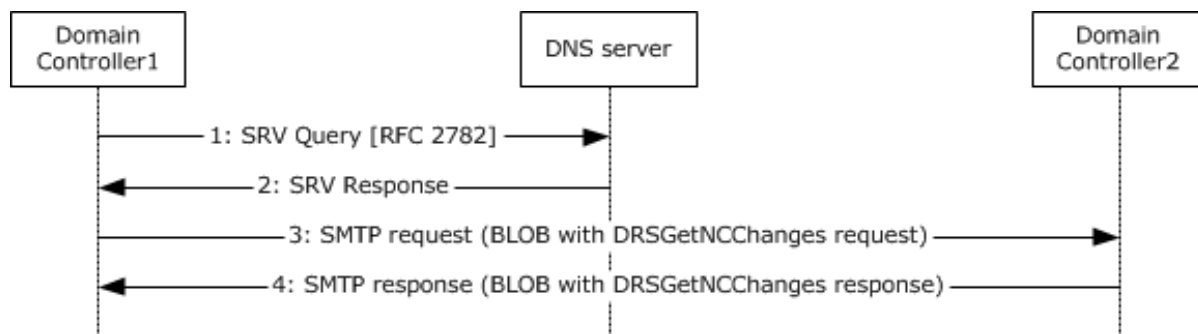 Domain
Controller1
DNS server
Domain
Controller2
1: SRV Query [RFC 2782]
2: SRV Response
3: SMTP request (BLOB with DRSGetNCChanges request)
4: SMTP response (BLOB with DRSGetNCChanges response)